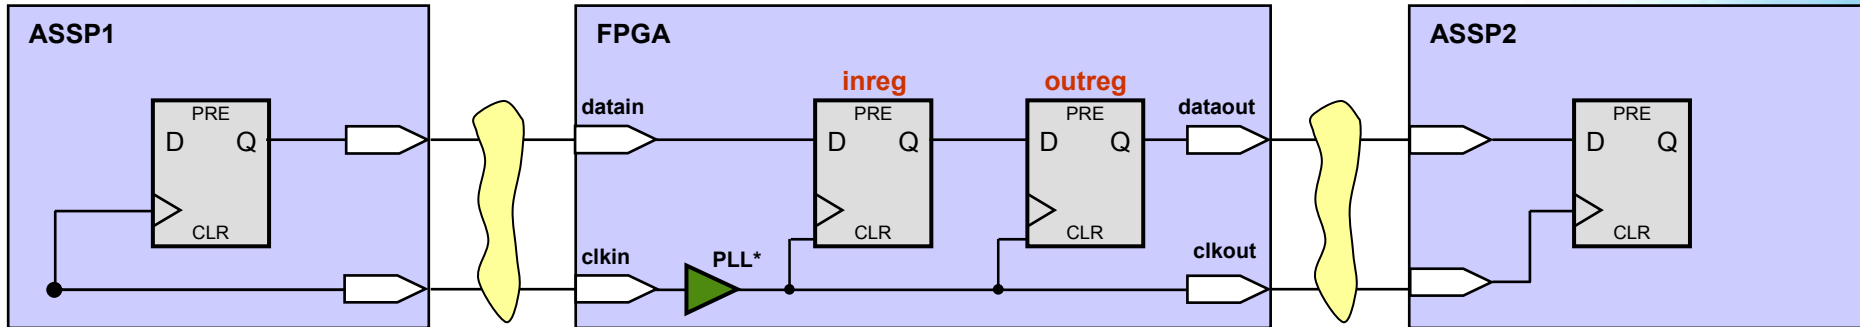 ASSP1
PRE
D Q
CLR
FPGA
datain
inreg
PRE
D Q
CLR
outreg
PRE
D Q
CLR
dataout
clkin
PLL*
clkout
ASSP2
PRE
D Q
CLR